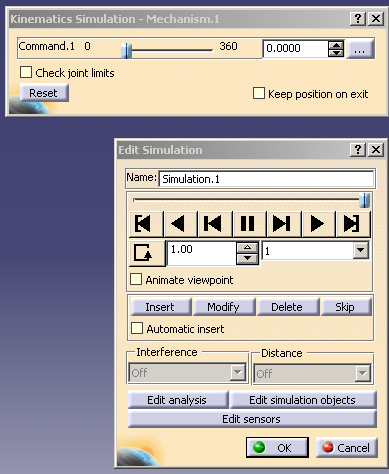 Kinematics Simulation - Mechanism.1
Command.1 0 360 0.0000 ...
Check joint limits
Reset Keep position on exit
Edit Simulation
Name: Simulation.1
1.00 1
Animate viewpoint
Insert Modify Delete Skip
Automatic insert
Interference Distance
Off Off
Edit analysis Edit simulation objects
Edit sensors
OK Cancel